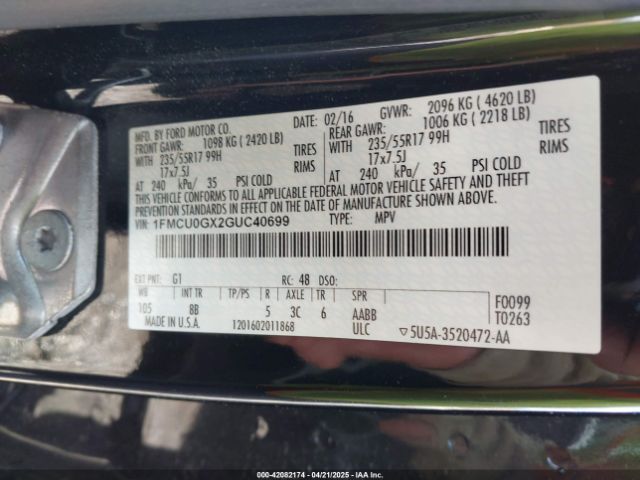 MFD. BY FORD MOTOR CO. DATE: 02/16 GVWR: 2096 KG ( 4620 LB)
FRONT GAWR: 1098 KG ( 2420 LB) REAR GAWR: 1006 KG ( 2218 LB)
WITH 235/55R17 99H TIRES WITH 235/55R17 99H TIRES
17x7.5J RIMS 17x7.5J RIMS
AT 240 kPa/ 35 PSI COLD AT 240 kPa/ 35 PSI COLD
THIS VEHICLE CONFORMS TO ALL APPLICABLE FEDERAL MOTOR VEHICLE SAFETY AND THEFT
PREVENTION STANDARDS IN EFFECT ON THE DATE OF MANUFACTURE SHOWN ABOVE.
VIN: 1FMCU0GX2GUC40699 TYPE: MPV
EXT PNT: G1 RC: 48 DSO:
WB INT TR TP/PS R AXLE TR SPR
105 8B 5 3C 6 AABB F0099
MADE IN U.S.A. 1201602011868 ULC T0263
5U5A-3520472-AA
000-42082174 - 04/21/2025 - IAAI.COM